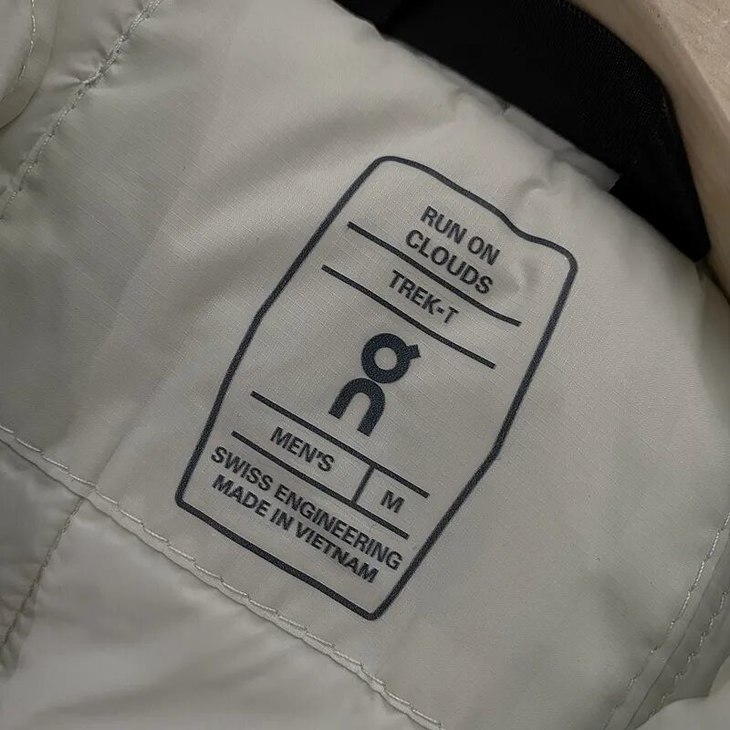 RUN ON
CLOUDS
TREK-T
MEN'S M
SWISS ENGINEERING
MADE IN VIETNAM